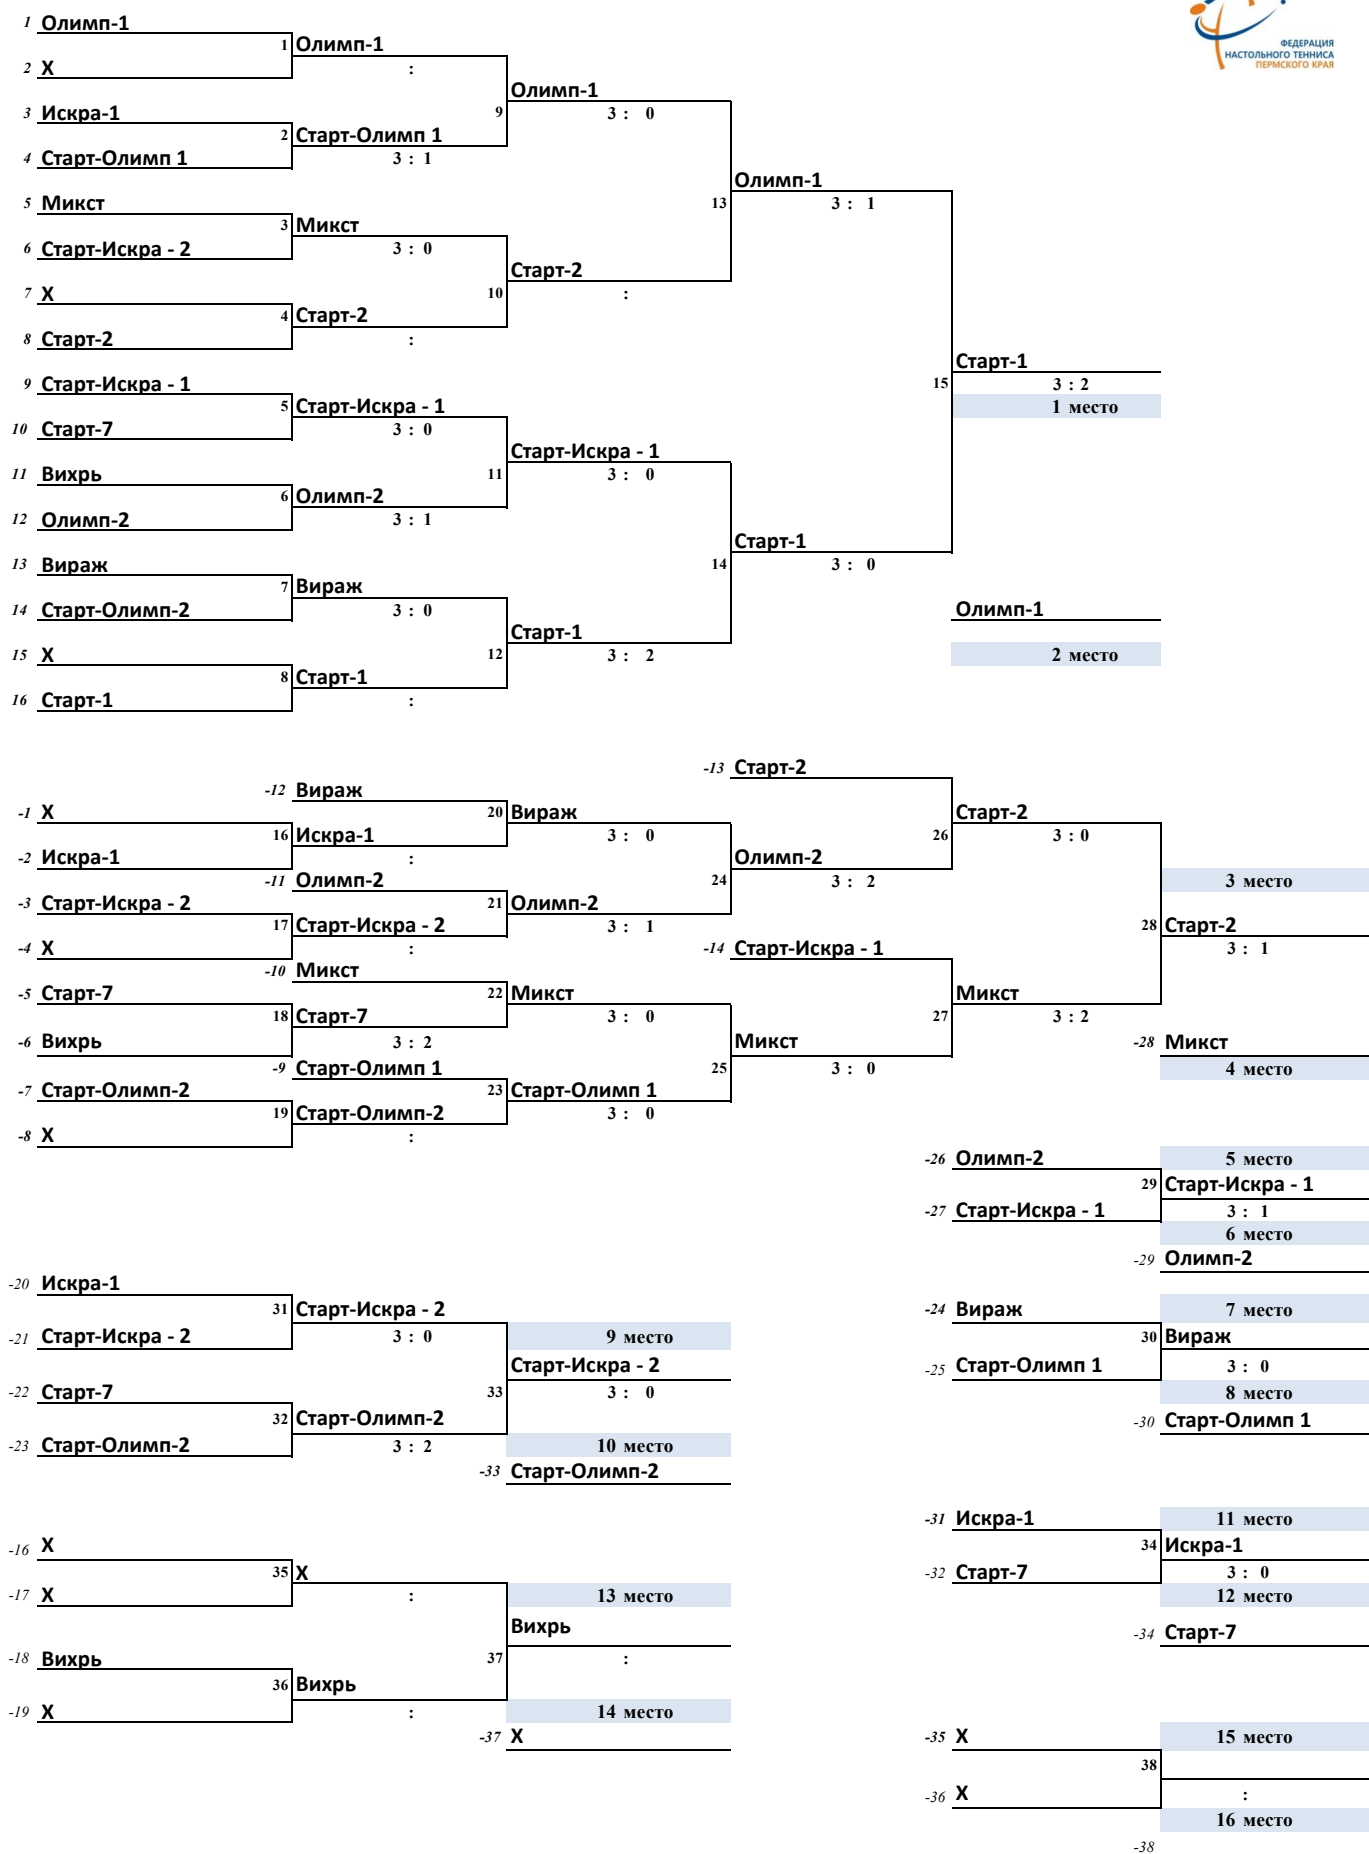 ФЕДЕРАЦИЯ
НАСТОЛЬНОГО ТЕННИСА
ПЕРМСКОГО КРАЯ
1 Олимп-1
1 Олимп-1
2 X
:
Олимп-1
3 Искра-1
9
3 : 0
2 Старт-Олимп 1
4 Старт-Олимп 1
3 : 1
Олимп-1
5 Микст
13
3 : 1
3 Микст
6 Старт-Искра - 2
3 : 0
Старт-2
7 X
10
:
4 Старт-2
8 Старт-2
:
Старт-1
9 Старт-Искра - 1
15
3 : 2
5 Старт-Искра - 1
1 место
10 Старт-7
3 : 0
Старт-Искра - 1
11 Вихрь
11
3 : 0
6 Олимп-2
12 Олимп-2
3 : 1
Старт-1
13 Вираж
14
3 : 0
7 Вираж
14 Старт-Олимп-2
3 : 0
Олимп-1
Старт-1
15 X
12
3 : 2
2 место
8 Старт-1
16 Старт-1
:
-13 Старт-2
-12 Вираж
-1 X
20 Вираж
Старт-2
16 Искра-1
3 : 0
26
3 : 0
-2 Искра-1
:
Олимп-2
-11 Олимп-2
24
3 : 2
3 место
-3 Старт-Искра - 2
21 Олимп-2
17 Старт-Искра - 2
3 : 1
28 Старт-2
-4 X
:
-14 Старт-Искра - 1
3 : 1
-10 Микст
-5 Старт-7
22 Микст
Микст
18 Старт-7
3 : 0
27
3 : 2
-6 Вихрь
3 : 2
Микст
-28 Микст
-9 Старт-Олимп 1
25
3 : 0
4 место
-7 Старт-Олимп-2
23 Старт-Олимп 1
19 Старт-Олимп-2
3 : 0
-8 X
:
-26 Олимп-2
5 место
29 Старт-Искра - 1
-27 Старт-Искра - 1
3 : 1
6 место
-29 Олимп-2
-20 Искра-1
31 Старт-Искра - 2
-24 Вираж
7 место
-21 Старт-Искра - 2
3 : 0
9 место
30 Вираж
Старт-Искра - 2
-25 Старт-Олимп 1
3 : 0
-22 Старт-7
33
3 : 0
8 место
32 Старт-Олимп-2
-30 Старт-Олимп 1
-23 Старт-Олимп-2
3 : 2
10 место
-33 Старт-Олимп-2
-31 Искра-1
11 место
-16 X
34 Искра-1
35 X
-32 Старт-7
3 : 0
-17 X
:
13 место
12 место
Вихрь
-34 Старт-7
-18 Вихрь
37
:
36 Вихрь
-19 X
:
14 место
-37 X
-35 X
15 место
38
-36 X
:
16 место
-38